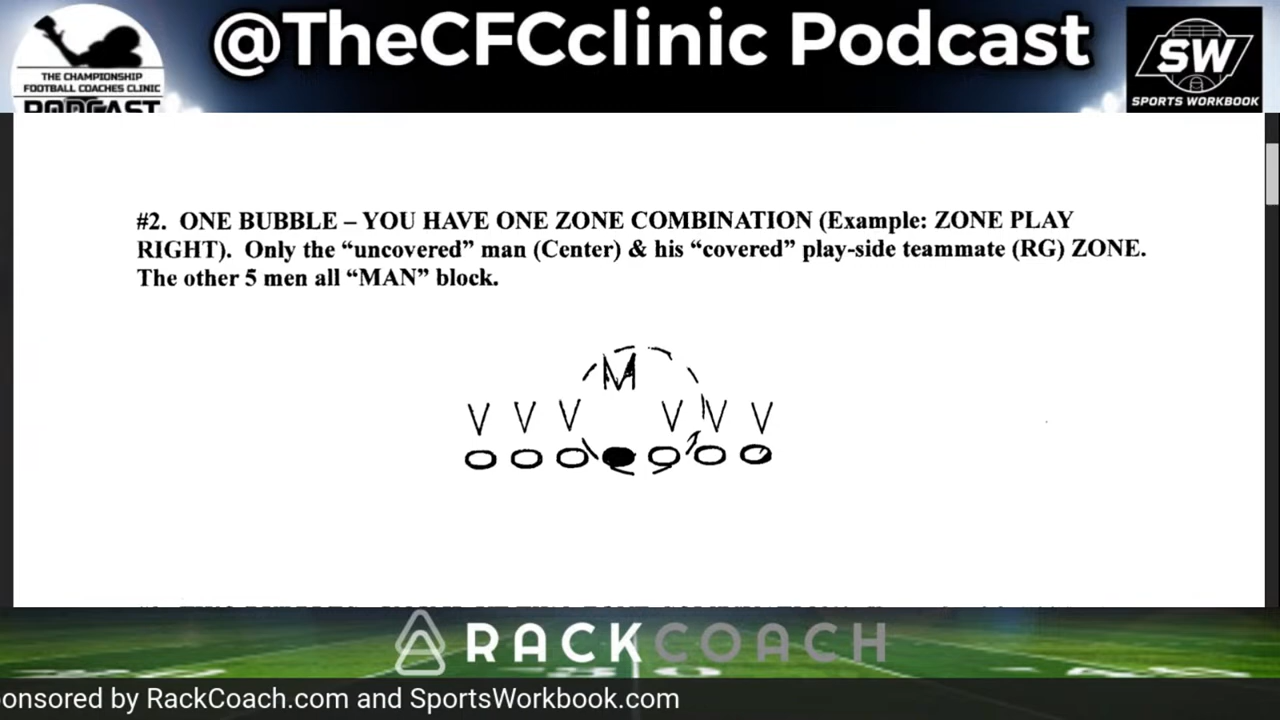 @TheCFCclinic Podcast
THE CHAMPIONSHIP
FOOTBALL COACHES CLINIC
PODCAST
SW
SPORTS WORKBOOK
#2. ONE BUBBLE – YOU HAVE ONE ZONE COMBINATION (Example: ZONE PLAY
RIGHT). Only the “uncovered” man (Center) & his “covered” play-side teammate (RG) ZONE.
The other 5 men all “MAN” block.
M
V V V V V V
RACKCOACH
onsored by RackCoach.com and SportsWorkbook.com